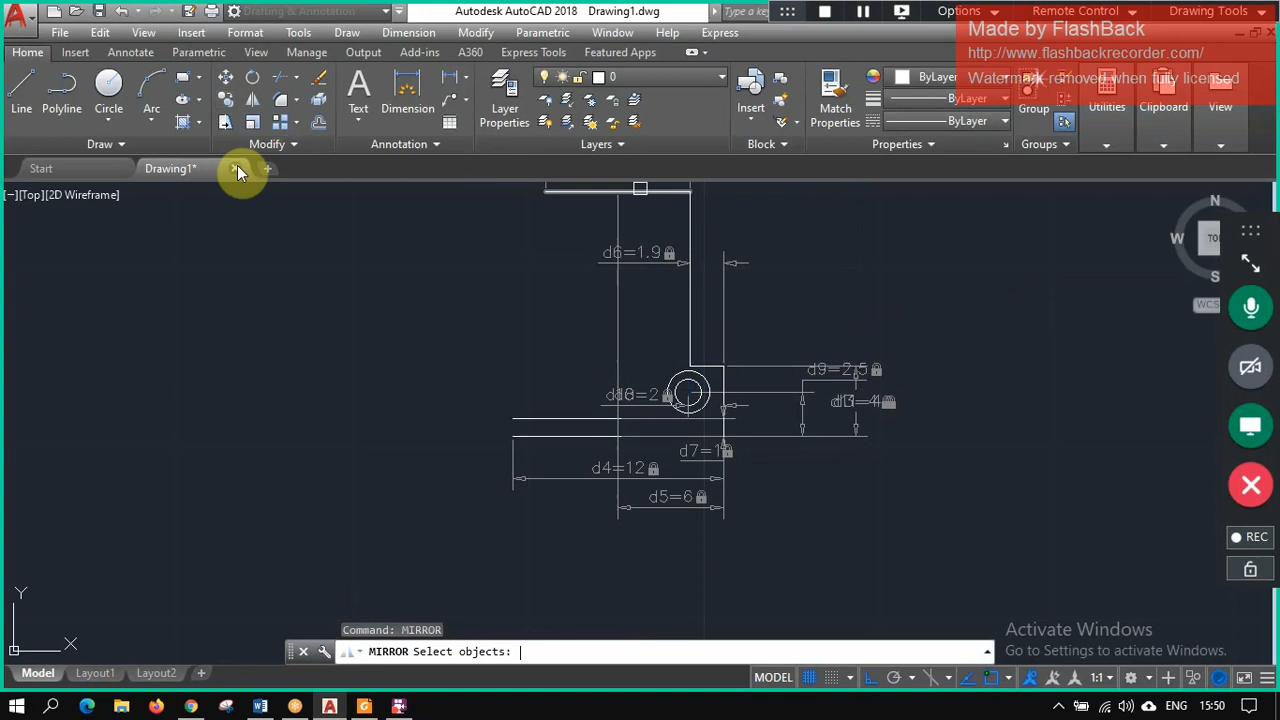 Drafting & Annotation
Autodesk AutoCAD 2018 Drawing1.dwg
Type a key
Options
Remote Control
Drawing Tools
File Edit View Insert Format Tools Draw Dimension Modify Parametric Window Help Express
Made by FlashBack
http://www.flashbackrecorder.com/
Watermark removed when fully licensed
Home Insert Annotate Parametric View Manage Output Add-ins A360 Express Tools Featured Apps
0
ByLayer
ByLayer
ByLayer
Line Polyline Circle Arc
Text Dimension
Layer
Properties
Insert
Match
Properties
Group
Utilities
Clipboard
View
Draw
Modify
Annotation
Layers
Block
Properties
Groups
Start
Drawing1*
[−][Top][2D Wireframe]
N
W
S
WCS
d6=1.9
d9=2.5
d4=12
d5=6
Y
X
Command: MIRROR
MIRROR Select objects:
REC
Activate Windows
Go to Settings to activate Windows.
Model Layout1 Layout2
MODEL
1:1
ENG
15:50